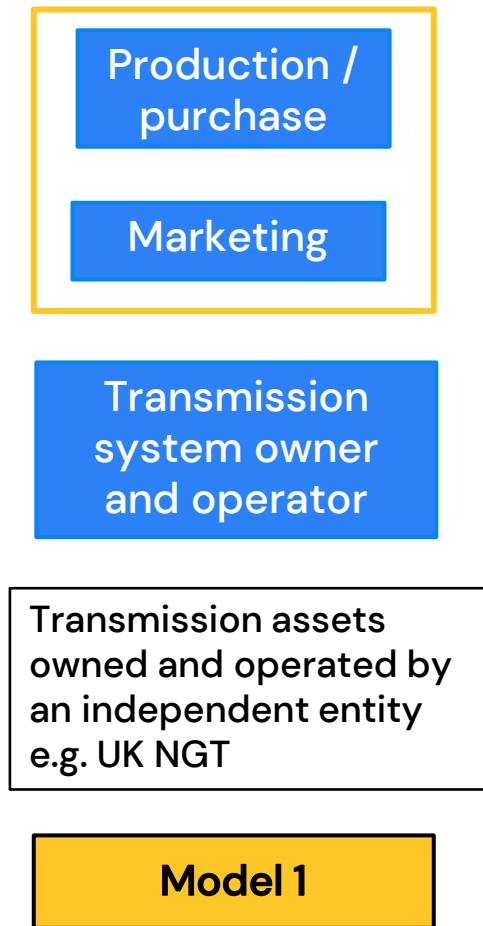 Production /
purchase
Marketing
Transmission
system owner
and operator
Transmission assets
owned and operated by
an independent entity
e.g. UK NGT
Model 1